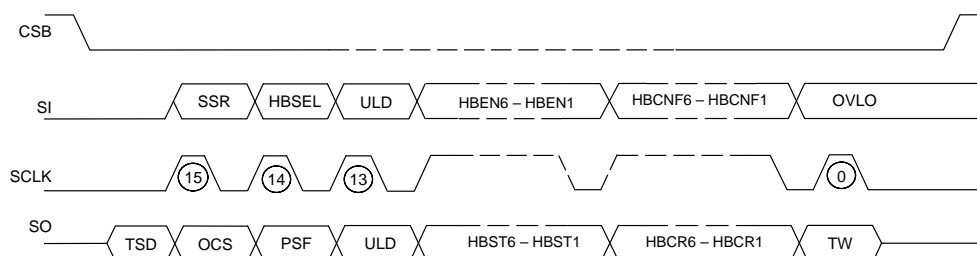 CSB
SI SSR HBSEL ULD HBEN6 – HBEN1 HBCNF6 – HBCNF1 OVLO
SCLK 15 14 13 0
SO TSD OCS PSF ULD HBST6 – HBST1 HBCR6 – HBCR1 TW